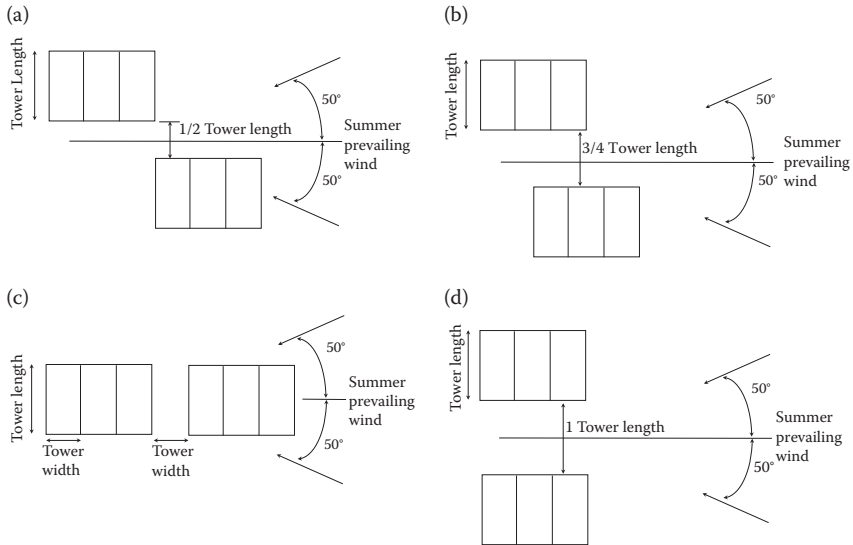 (a)
Tower Length
1/2 Tower length
50°
50°
Summer
prevailing
wind
(b)
Tower length
3/4 Tower length
50°
50°
Summer
prevailing
wind
(c)
Tower length
Tower
width
Tower
width
50°
50°
Summer
prevailing
wind
(d)
Tower length
1 Tower length
50°
50°
Summer
prevailing
wind